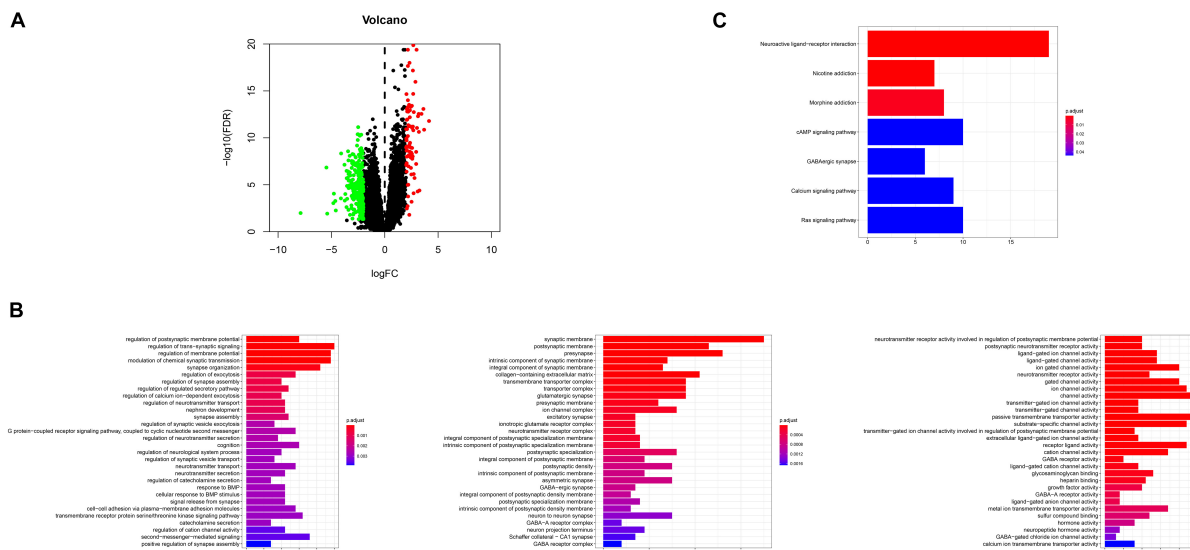 A
Volcano
20
15
10
5
0
−log10(FDR)
−10
−5
0
5
10
logFC
C
Neuroactive ligand−receptor interaction
Nicotine addiction
Morphine addiction
cAMP signaling pathway
GABAergic synapse
Calcium signaling pathway
Ras signaling pathway
0
5
10
15
p.adjust
0.01
0.02
0.03
0.04
B
regulation of postsynaptic membrane potential
regulation of trans−synaptic signaling
regulation of membrane potential
modulation of chemical synaptic transmission
synapse organization
regulation of exocytosis
regulation of synapse assembly
regulation of regulated secretory pathway
regulation of calcium ion−dependent exocytosis
regulation of neurotransmitter transport
nephron development
synapse assembly
regulation of synaptic vesicle exocytosis
G protein−coupled receptor signaling pathway, coupled to cyclic nucleotide second messenger
regulation of neurotransmitter secretion
cognition
regulation of neurological system process
regulation of synaptic vesicle transport
neurotransmitter transport
neurotransmitter secretion
regulation of catecholamine secretion
response to BMP
cellular response to BMP stimulus
signal release from synapse
cell−cell adhesion via plasma−membrane adhesion molecules
transmembrane receptor protein serine/threonine kinase signaling pathway
catecholamine secretion
regulation of cation channel activity
second−messenger−mediated signaling
positive regulation of synapse assembly
p.adjust
0.001
0.002
0.003
synaptic membrane
postsynaptic membrane
presynapse
intrinsic component of synaptic membrane
integral component of synaptic membrane
collagen−containing extracellular matrix
transmembrane transporter complex
transporter complex
glutamatergic synapse
presynaptic membrane
ion channel complex
excitatory synapse
ionotropic glutamate receptor complex
neurotransmitter receptor complex
integral component of postsynaptic specialization membrane
intrinsic component of postsynaptic specialization membrane
postsynaptic specialization
integral component of postsynaptic membrane
postsynaptic density
intrinsic component of postsynaptic membrane
asymmetric synapse
GABA−ergic synapse
integral component of postsynaptic density membrane
postsynaptic specialization membrane
intrinsic component of postsynaptic density membrane
neuron to neuron synapse
GABA−A receptor complex
neuron projection terminus
Schaffer collateral − CA1 synapse
GABA receptor complex
p.adjust
0.0004
0.0012
0.0016
neurotransmitter receptor activity involved in regulation of postsynaptic membrane potential
postsynaptic neurotransmitter receptor activity
ligand−gated ion channel activity
ligand−gated channel activity
ion gated channel activity
neurotransmitter receptor activity
gated channel activity
ion channel activity
channel activity
transmitter−gated ion channel activity
transmitter−gated channel activity
passive transmembrane transporter activity
substrate−specific channel activity
transmitter−gated ion channel activity involved in regulation of postsynaptic membrane potential
extracellular ligand−gated ion channel activity
receptor ligand activity
cation channel activity
GABA receptor activity
ligand−gated cation channel activity
glycosaminoglycan binding
heparin binding
growth factor activity
GABA−A receptor activity
ligand−gated anion channel activity
metal ion transmembrane transporter activity
sulfur compound binding
hormone activity
neuropeptide hormone activity
GABA−gated chloride ion channel activity
calcium ion transmembrane transporter activity